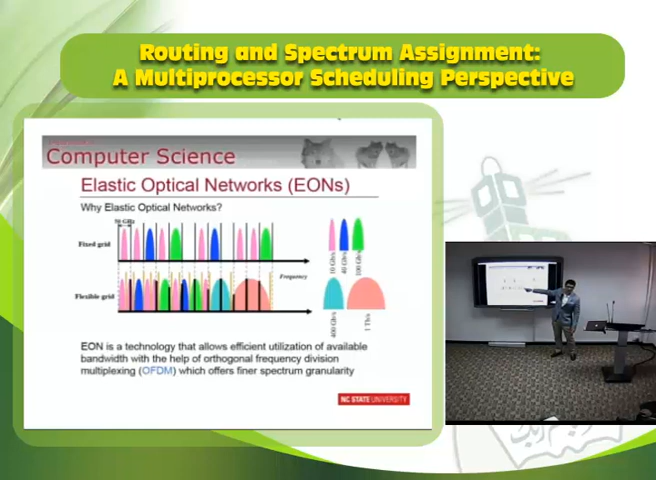 Routing and Spectrum Assignment:
A Multiprocessor Scheduling Perspective
Computer Science
Elastic Optical Networks (EONs)
Why Elastic Optical Networks?
50 GHz
Fixed grid
Frequency
Flexible grid
10 Gb/s
40 Gb/s
100 Gb/s
400 Gb/s
1 Tb/s
EON is a technology that allows efficient utilization of available
bandwidth with the help of orthogonal frequency division
multiplexing (OFDM) which offers finer spectrum granularity
NC STATE UNIVERSITY